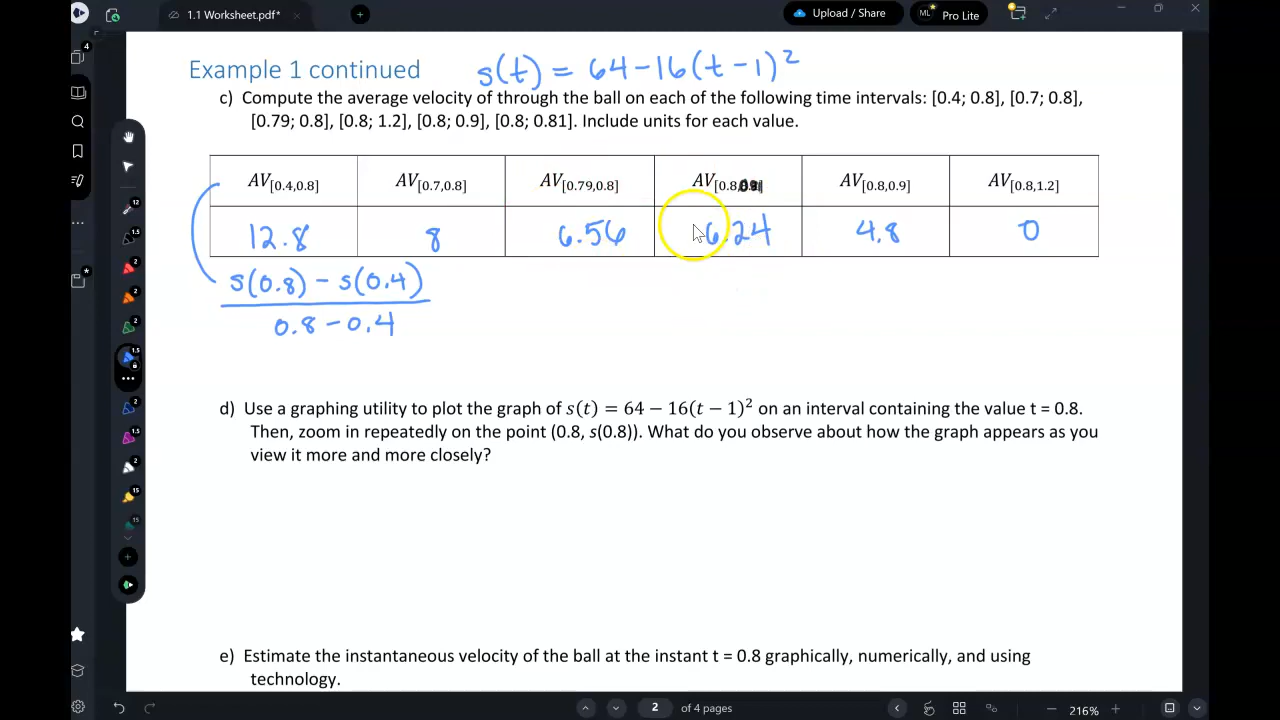 1.1 Worksheet.pdf*
Upload / Share
ML
Pro Lite
Example 1 continued
s(t) = 64-16(t-1)²
c) Compute the average velocity of through the ball on each of the following time intervals: [0.4; 0.8], [0.7; 0.8],
[0.79; 0.8], [0.8; 1.2], [0.8; 0.9], [0.8; 0.81]. Include units for each value.
AV[0.4,0.8] AV[0.7,0.8] AV[0.79,0.8] AV[0.8, AV[0.8,0.9] AV[0.8,1.2]
12.8 8 6.56 6.24 4.8 0
s(0.8) - s(0.4)
0.8 - 0.4
d) Use a graphing utility to plot the graph of s(t) = 64 − 16(t − 1)² on an interval containing the value t = 0.8.
Then, zoom in repeatedly on the point (0.8, s(0.8)). What do you observe about how the graph appears as you
view it more and more closely?
e) Estimate the instantaneous velocity of the ball at the instant t = 0.8 graphically, numerically, and using
technology.
2 of 4 pages
216%